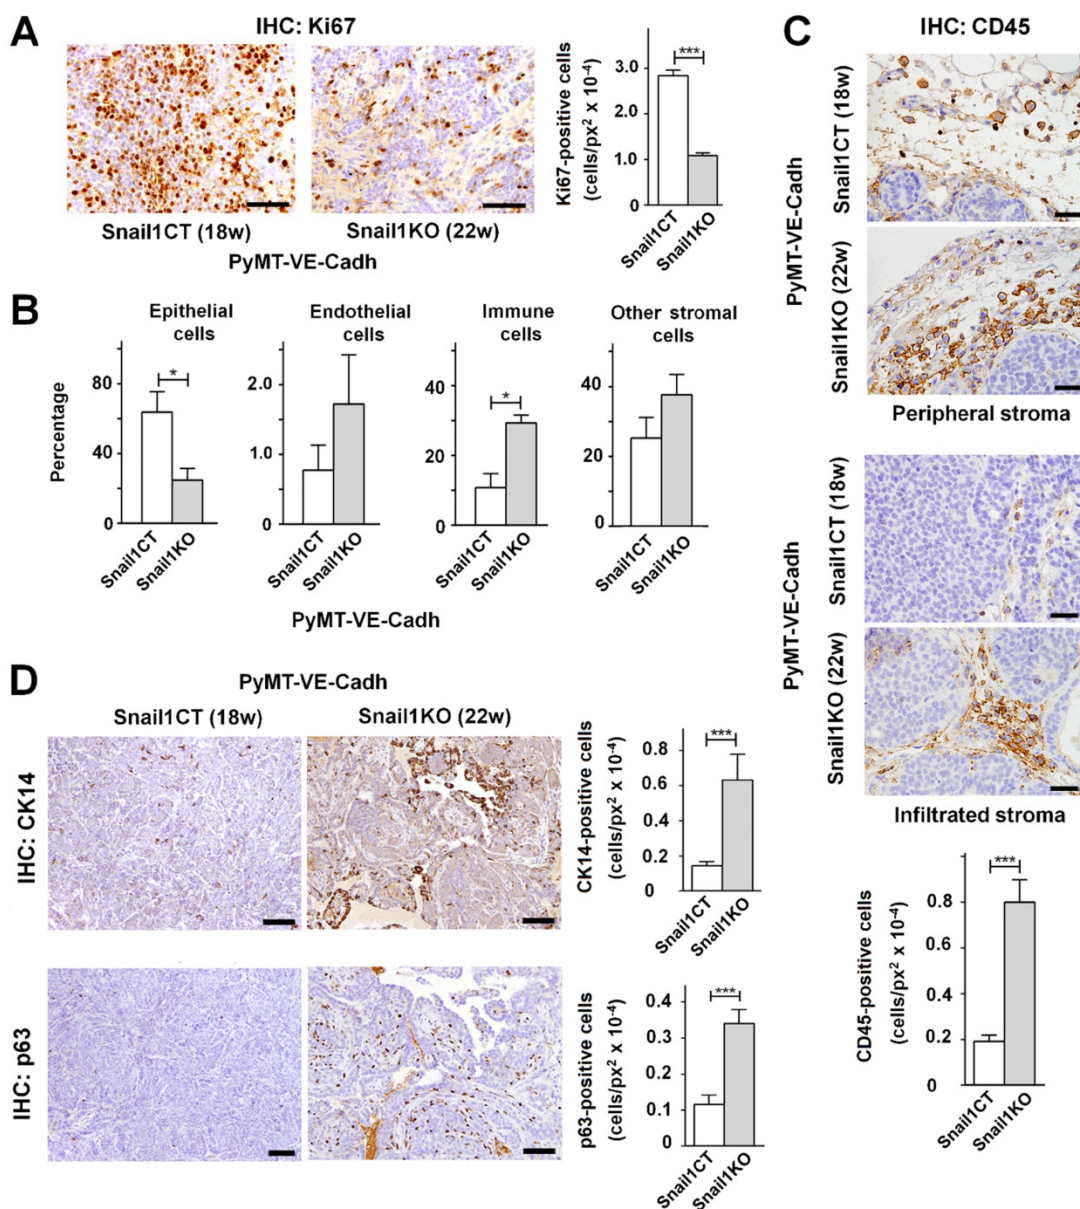 A
IHC: Ki67
Snail1CT (18w)
Snail1KO (22w)
PyMT-VE-Cadh
Ki67-positive cells
(cells/px² x 10⁻⁴)
3.0
2.0
1.0
0
***
Snail1CT
Snail1KO
B
Epithelial
cells
Percentage
80
40
0
*
Snail1CT
Snail1KO
Endothelial
cells
2.0
1.0
0
Snail1CT
Snail1KO
Immune
cells
40
20
0
*
Snail1CT
Snail1KO
Other stromal
cells
40
20
0
Snail1CT
Snail1KO
PyMT-VE-Cadh
C
IHC: CD45
PyMT-VE-Cadh
Snail1CT (18w)
Snail1KO (22w)
Peripheral stroma
PyMT-VE-Cadh
Snail1CT (18w)
Snail1KO (22w)
Infiltrated stroma
CD45-positive cells
(cells/px² x 10⁻⁴)
0.8
0.6
0.4
0.2
0
***
Snail1CT
Snail1KO
D
PyMT-VE-Cadh
Snail1CT (18w)
Snail1KO (22w)
IHC: CK14
CK14-positive cells
(cells/px² x 10⁻⁴)
0.8
0.6
0.4
0.2
0
***
Snail1CT
Snail1KO
IHC: p63
p63-positive cells
(cells/px² x 10⁻⁴)
0.4
0.3
0.2
0.1
0
***
Snail1CT
Snail1KO